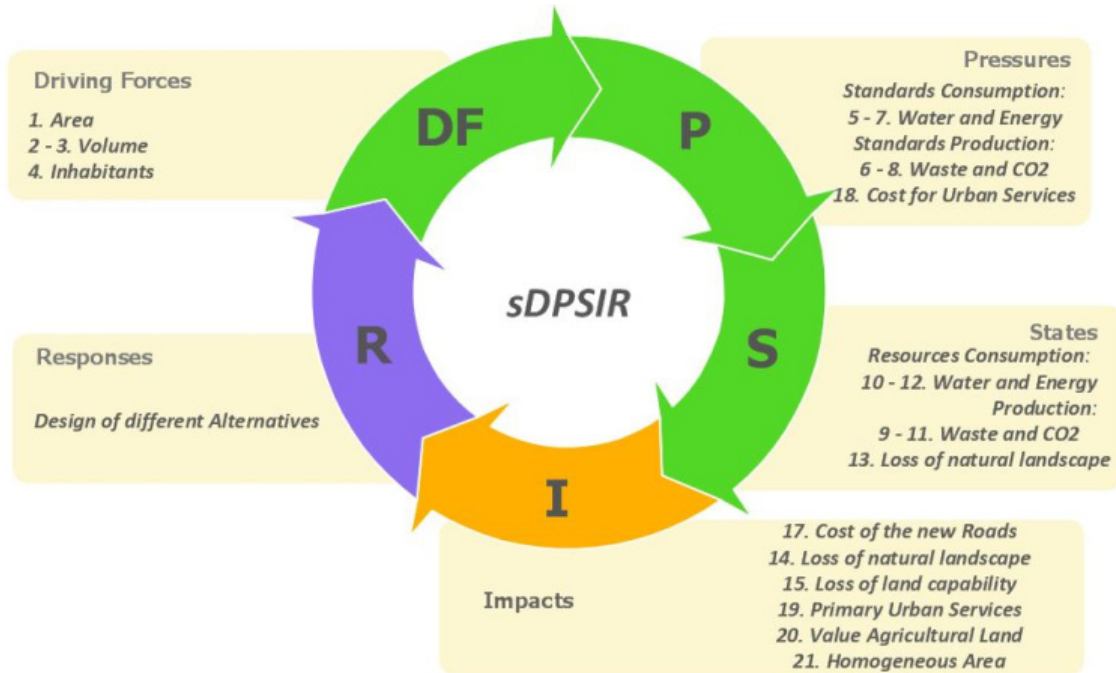 Driving Forces
1. Area
2 - 3. Volume
4. Inhabitants
DF
P
Pressures
Standards Consumption:
5 - 7. Water and Energy
Standards Production:
6 - 8. Waste and CO2
18. Cost for Urban Services
sDPSIR
R
S
Responses
Design of different Alternatives
States
Resources Consumption:
10 - 12. Water and Energy
Production:
9 - 11. Waste and CO2
13. Loss of natural landscape
I
Impacts
17. Cost of the new Roads
14. Loss of natural landscape
15. Loss of land capability
19. Primary Urban Services
20. Value Agricultural Land
21. Homogeneous Area